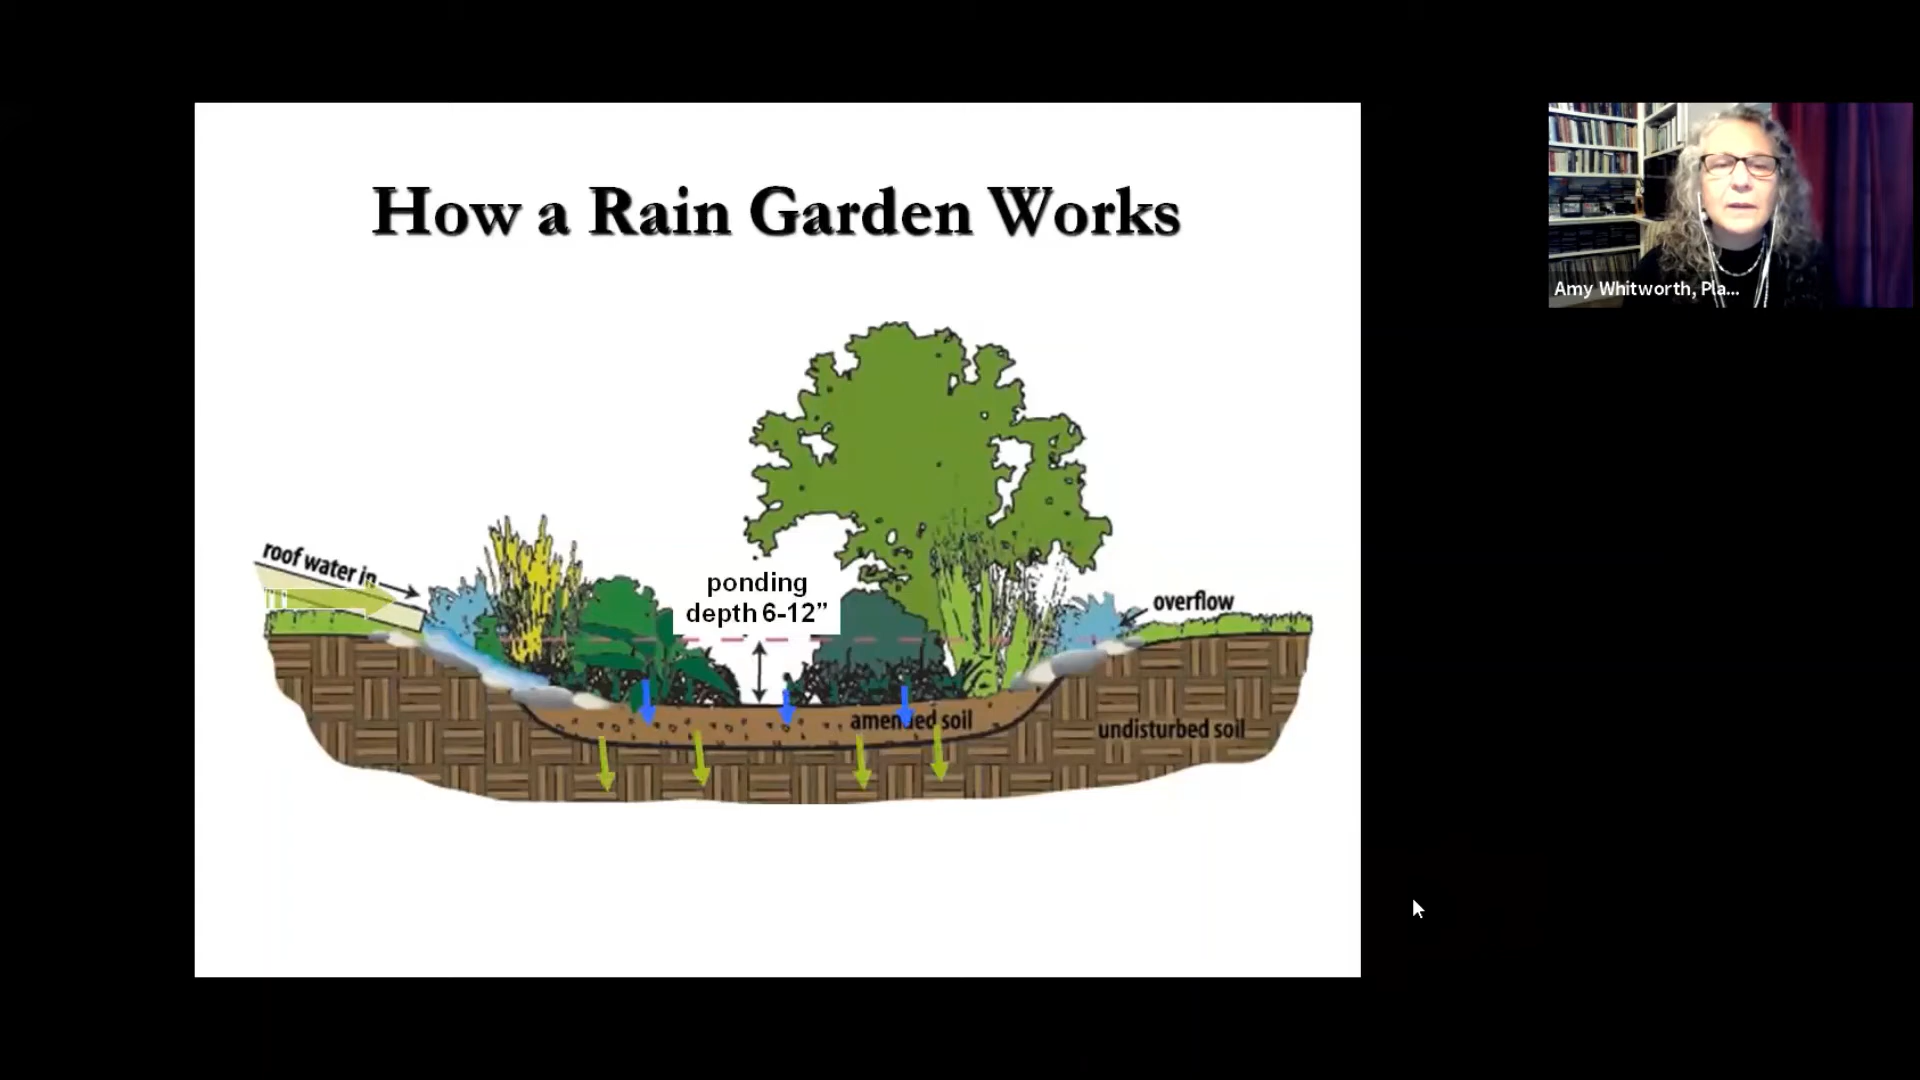 How a Rain Garden Works
Amy Whitworth, Pla...
roof water in
ponding
depth 6-12”
overflow
amended soil
undisturbed soil